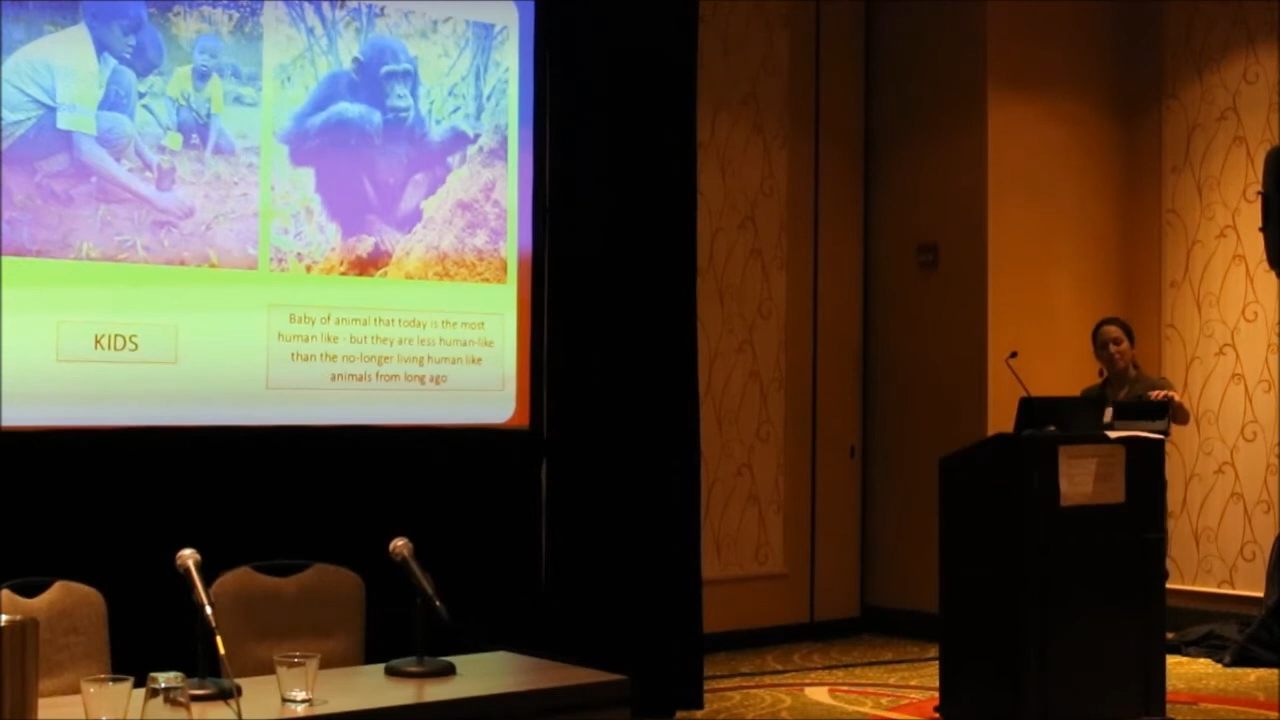 KIDS
Baby of animal that today is the most
human like - but they are less human-like
than the no-longer living human like
animals from long ago